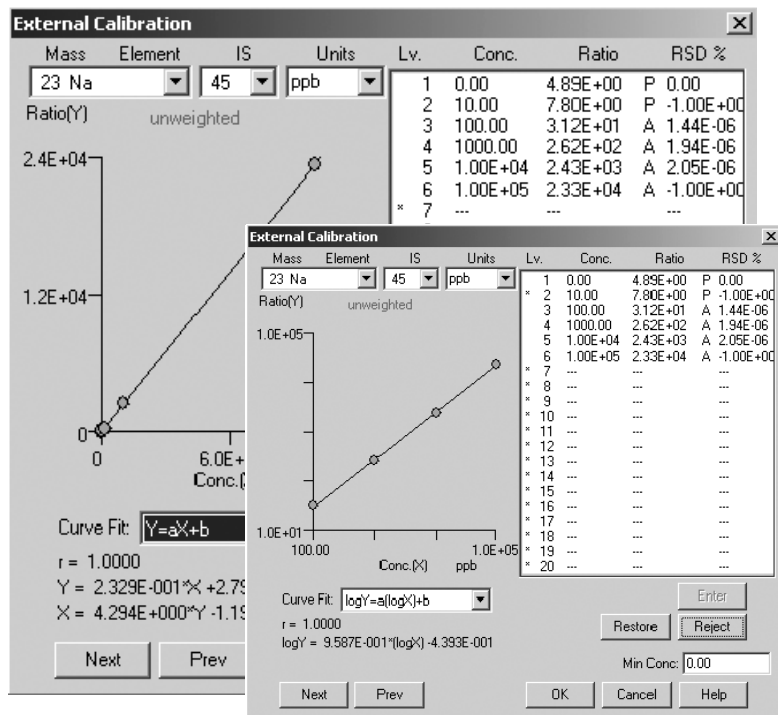 External Calibration
Mass Element IS Units Lv. Conc. Ratio RSD %
23 Na 45 ppb
1 0.00 4.89E+00 P 0.00
2 10.00 7.80E+00 P -1.00E+00
3 100.00 3.12E+01 A 1.44E-06
4 1000.00 2.62E+02 A 1.94E-06
5 1.00E+04 2.43E+03 A 2.05E-06
6 1.00E+05 2.33E+04 A -1.00E+00
* 7 --- --- ---
Ratio(Y)
unweighted
2.4E+04
1.2E+04
0
0 6.0E+
Conc.(X
Curve Fit: Y=aX+b
r = 1.0000
Y = 2.329E-001*X +2.79
X = 4.294E+000*Y -1.19
Next Prev
External Calibration
Mass Element IS Units Lv. Conc. Ratio RSD %
23 Na 45 ppb
1 0.00 4.89E+00 P 0.00
* 2 10.00 7.80E+00 P -1.00E+00
3 100.00 3.12E+01 A 1.44E-06
4 1000.00 2.62E+02 A 1.94E-06
5 1.00E+04 2.43E+03 A 2.05E-06
6 1.00E+05 2.33E+04 A -1.00E+00
* 7 --- --- ---
* 8 --- --- ---
* 9 --- --- ---
* 10 --- --- ---
* 11 --- --- ---
* 12 --- --- ---
* 13 --- --- ---
* 14 --- --- ---
* 15 --- --- ---
* 16 --- --- ---
* 17 --- --- ---
* 18 --- --- ---
* 19 --- --- ---
* 20 --- --- ---
Ratio(Y)
unweighted
1.0E+05
1.0E+01
100.00 1.0E+05
Conc.(X) ppb
Curve Fit: logY=a(logX)+b
r = 1.0000
logY = 9.587E-001*(logX) -4.393E-001
Enter
Restore Reject
Min Conc: 0.00
Next Prev OK Cancel Help